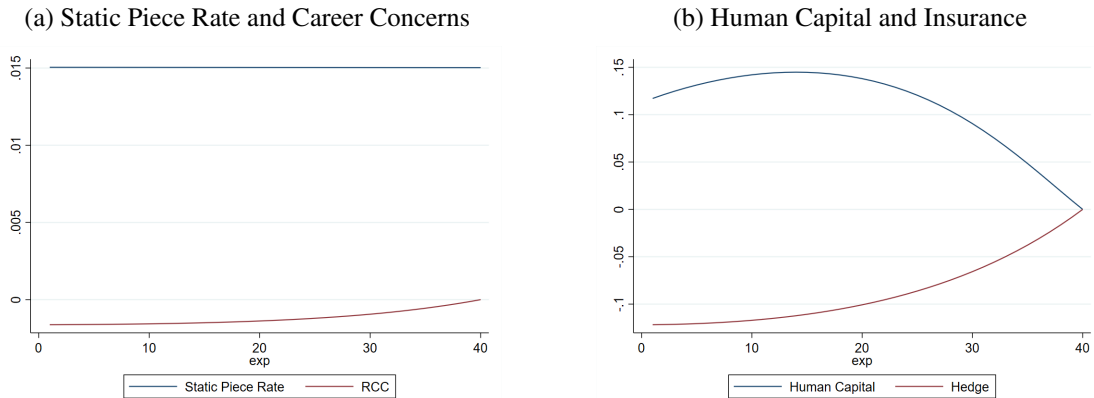 (a) Static Piece Rate and Career Concerns
.015
.01
.005
0
0
10
20
30
40
exp
Static Piece Rate
RCC
(b) Human Capital and Insurance
.15
.1
.05
0
-.05
-.1
0
10
20
30
40
exp
Human Capital
Hedge